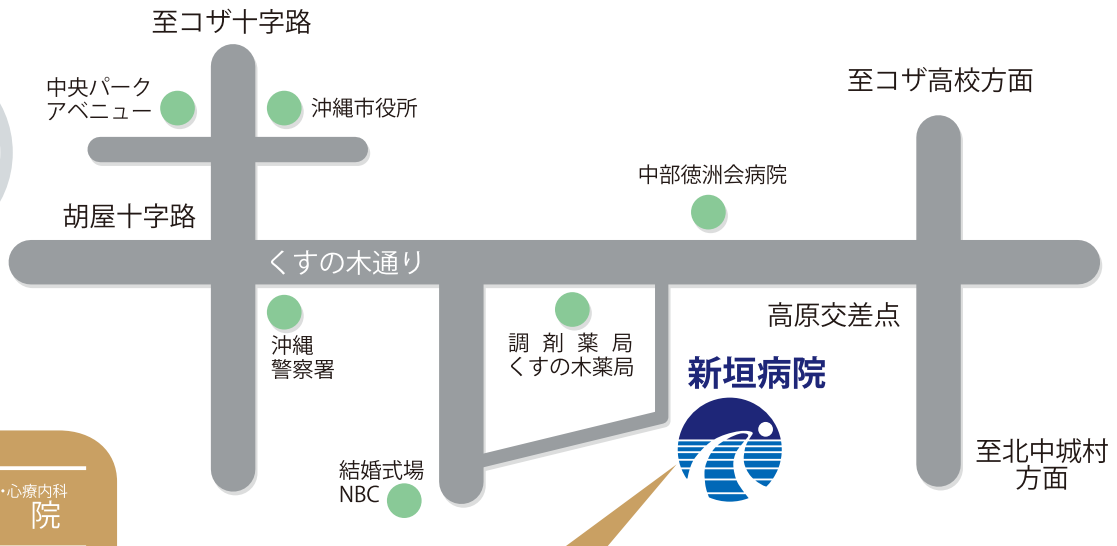 至コザ十字路
中央パーク
アベニュー
沖縄市役所
至コザ高校方面
中部徳洲会病院
胡屋十字路
くすの木通り
沖縄
警察署
調剤薬局
くすの木薬局
高原交差点
新垣病院
結婚式場
NBC
至北中城村
方面
・心療内科
院